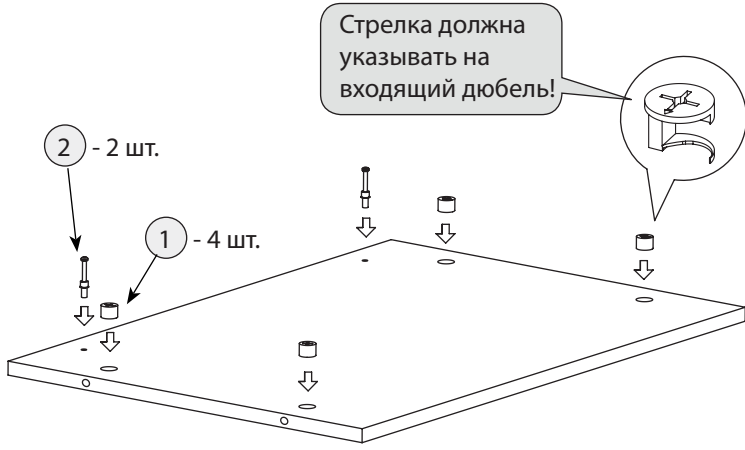 Стрелка должна
указывать на
входящий дюбель!
2 - 2 шт.
1 - 4 шт.